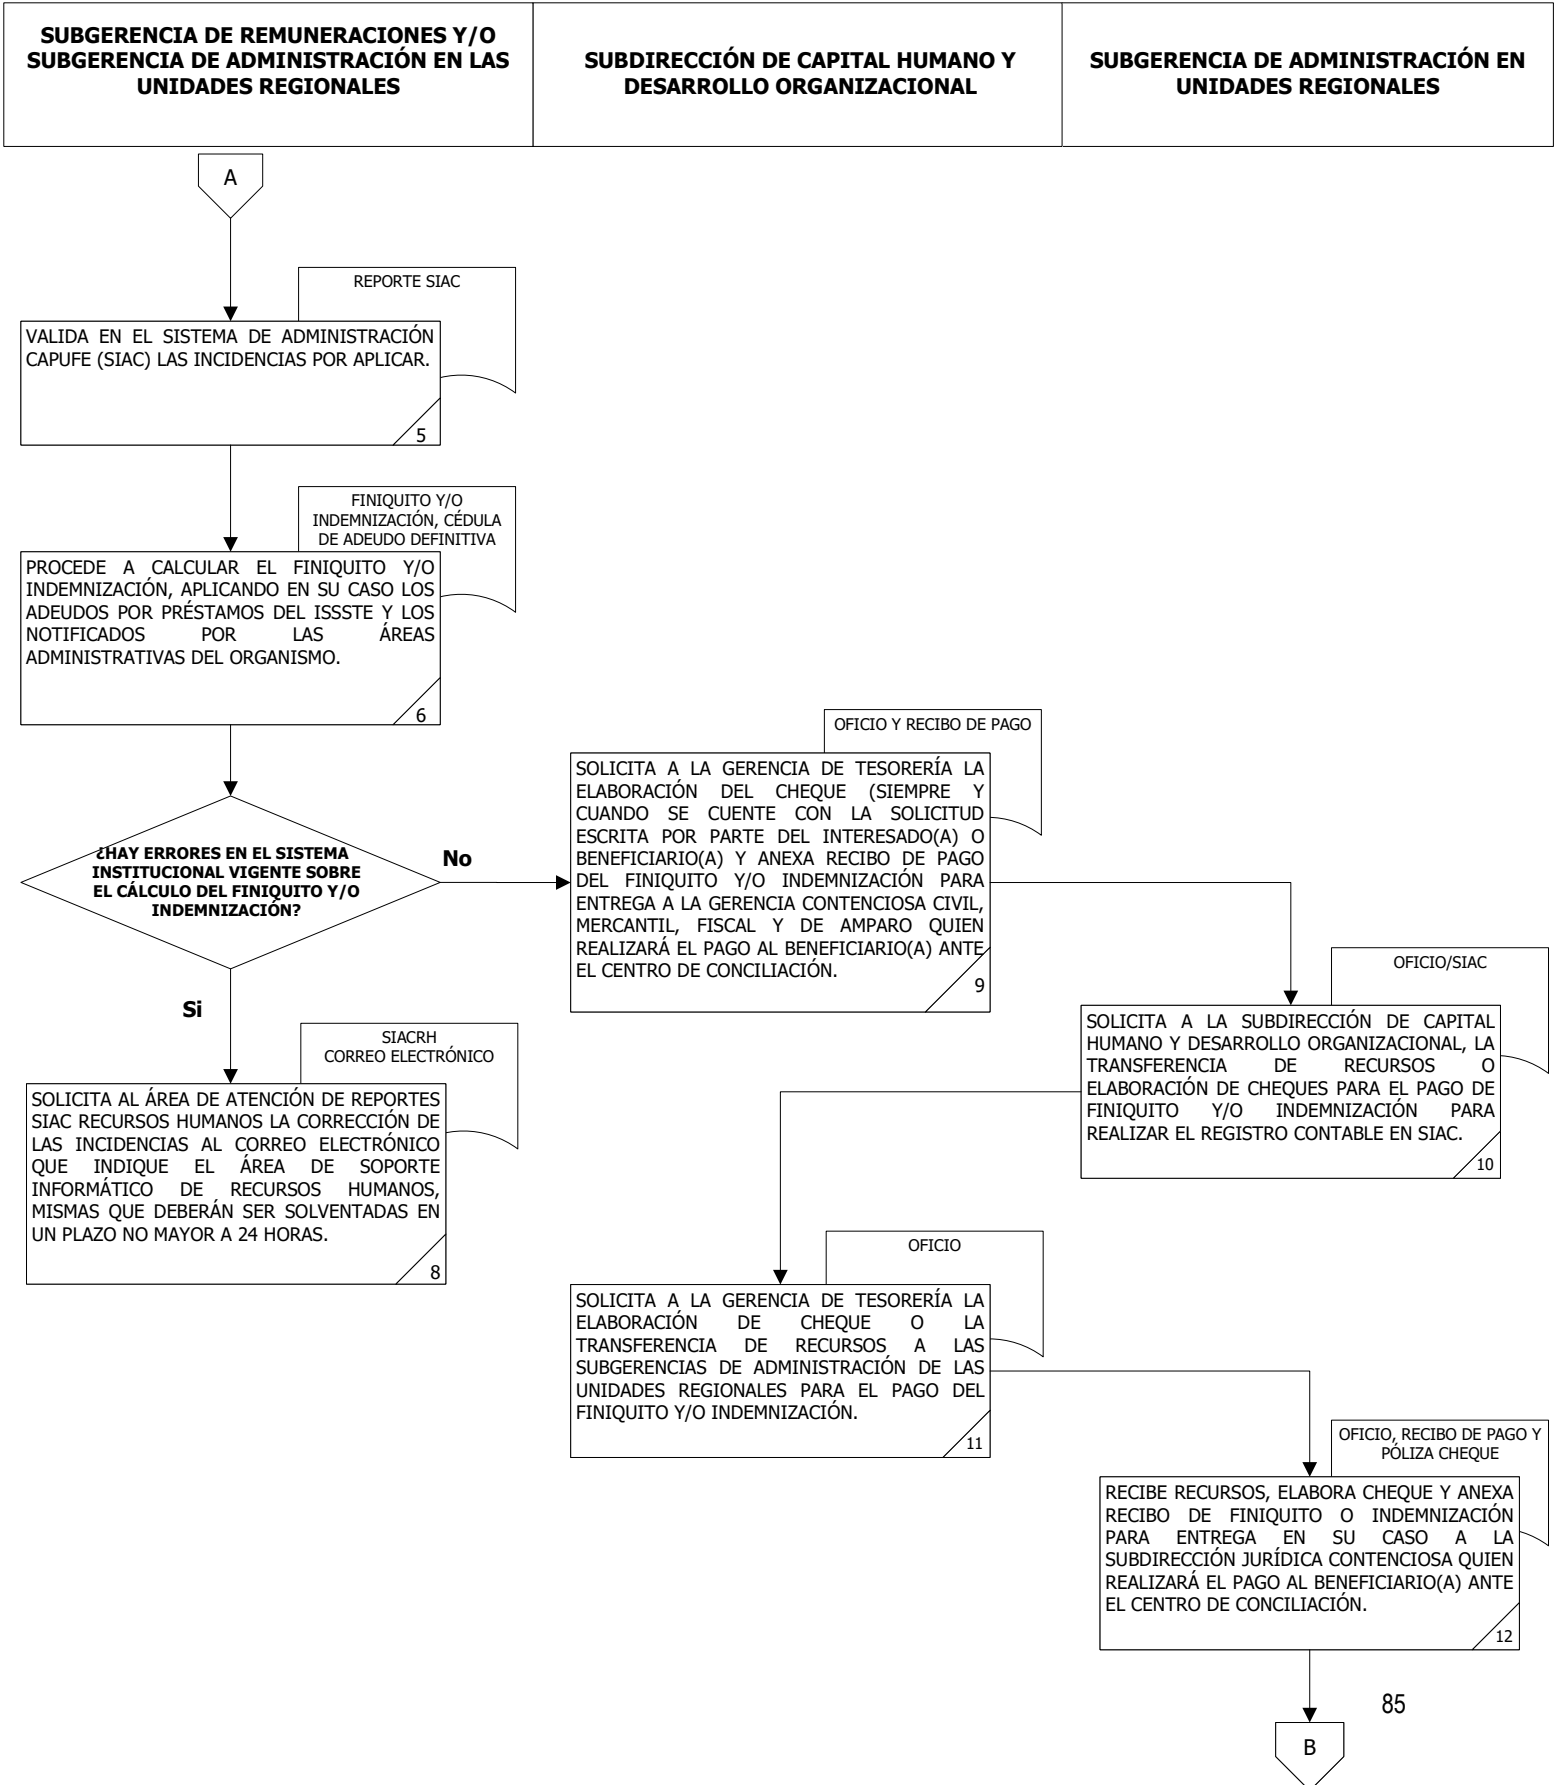 SUBGERENCIA DE REMUNERACIONES Y/O
SUBGERENCIA DE ADMINISTRACIÓN EN LAS
UNIDADES REGIONALES
SUBDIRECCIÓN DE CAPITAL HUMANO Y
DESARROLLO ORGANIZACIONAL
SUBGERENCIA DE ADMINISTRACIÓN EN
UNIDADES REGIONALES
A
REPORTE SIAC
VALIDA EN EL SISTEMA DE ADMINISTRACIÓN
CAPUFE (SIAC) LAS INCIDENCIAS POR APLICAR.
5
FINIQUITO Y/O
INDEMNIZACIÓN, CÉDULA
DE ADEUDO DEFINITIVA
PROCEDE A CALCULAR EL FINIQUITO Y/O
INDEMNIZACIÓN, APLICANDO EN SU CASO LOS
ADEUDOS POR PRÉSTAMOS DEL ISSSTE Y LOS
NOTIFICADOS POR LAS ÁREAS
ADMINISTRATIVAS DEL ORGANISMO.
6
¿HAY ERRORES EN EL SISTEMA
INSTITUCIONAL VIGENTE SOBRE
EL CÁLCULO DEL FINIQUITO Y/O
INDEMNIZACIÓN?
No
Si
OFICIO Y RECIBO DE PAGO
SOLICITA A LA GERENCIA DE TESORERÍA LA
ELABORACIÓN DEL CHEQUE (SIEMPRE Y
CUANDO SE CUENTE CON LA SOLICITUD
ESCRITA POR PARTE DEL INTERESADO(A) O
BENEFICIARIO(A) Y ANEXA RECIBO DE PAGO
DEL FINIQUITO Y/O INDEMNIZACIÓN PARA
ENTREGA A LA GERENCIA CONTENCIOSA CIVIL,
MERCANTIL, FISCAL Y DE AMPARO QUIEN
REALIZARÁ EL PAGO AL BENEFICIARIO(A) ANTE
EL CENTRO DE CONCILIACIÓN.
9
SIACRH
CORREO ELECTRÓNICO
SOLICITA AL ÁREA DE ATENCIÓN DE REPORTES
SIAC RECURSOS HUMANOS LA CORRECCIÓN DE
LAS INCIDENCIAS AL CORREO ELECTRÓNICO
QUE INDIQUE EL ÁREA DE SOPORTE
INFORMÁTICO DE RECURSOS HUMANOS,
MISMAS QUE DEBERÁN SER SOLVENTADAS EN
UN PLAZO NO MAYOR A 24 HORAS.
8
OFICIO/SIAC
SOLICITA A LA SUBDIRECCIÓN DE CAPITAL
HUMANO Y DESARROLLO ORGANIZACIONAL, LA
TRANSFERENCIA DE RECURSOS O
ELABORACIÓN DE CHEQUES PARA EL PAGO DE
FINIQUITO Y/O INDEMNIZACIÓN PARA
REALIZAR EL REGISTRO CONTABLE EN SIAC.
10
OFICIO
SOLICITA A LA GERENCIA DE TESORERÍA LA
ELABORACIÓN DE CHEQUE O LA
TRANSFERENCIA DE RECURSOS A LAS
SUBGERENCIAS DE ADMINISTRACIÓN DE LAS
UNIDADES REGIONALES PARA EL PAGO DEL
FINIQUITO Y/O INDEMNIZACIÓN.
11
OFICIO, RECIBO DE PAGO Y
PÓLIZA CHEQUE
RECIBE RECURSOS, ELABORA CHEQUE Y ANEXA
RECIBO DE FINIQUITO O INDEMNIZACIÓN
PARA ENTREGA EN SU CASO A LA
SUBDIRECCIÓN JURÍDICA CONTENCIOSA QUIEN
REALIZARÁ EL PAGO AL BENEFICIARIO(A) ANTE
EL CENTRO DE CONCILIACIÓN.
12
85
B